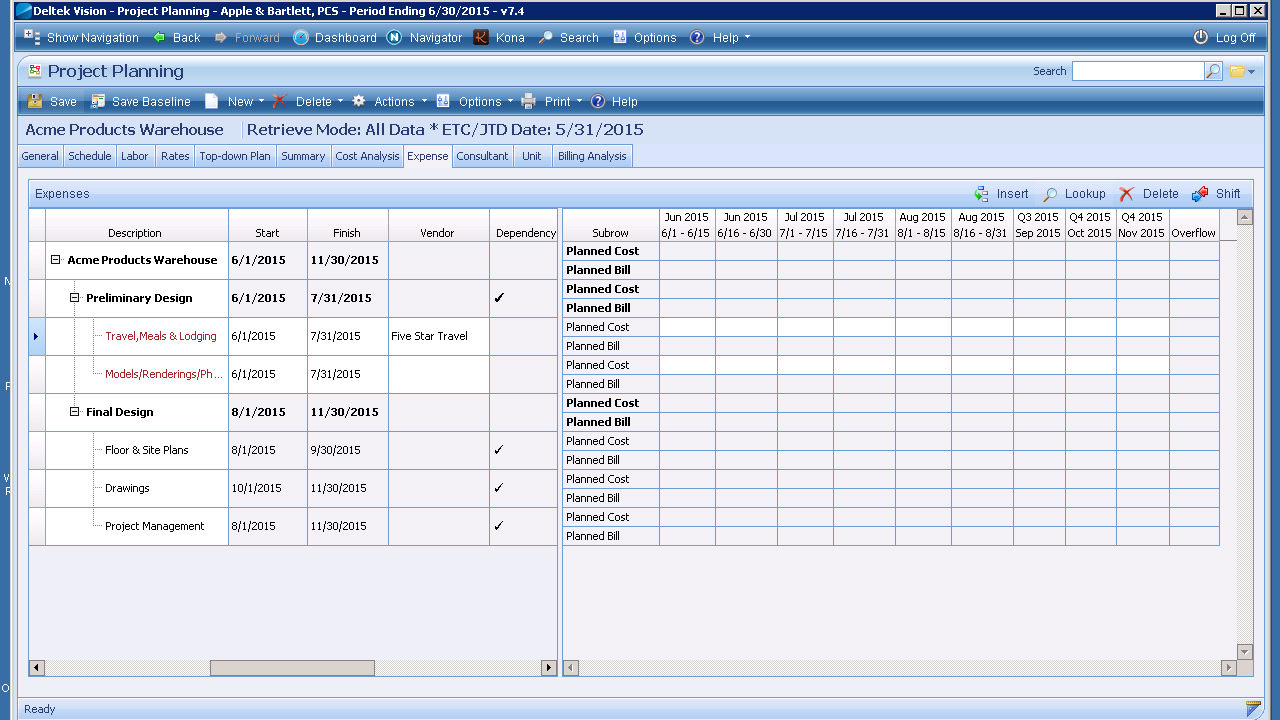 Deltek Vision - Project Planning - Apple & Bartlett, PCS - Period Ending 6/30/2015 - v7.4
Show Navigation Back Forward Dashboard Navigator Kona Search Options Help Log Off
Project Planning Search
Save Save Baseline New Delete Actions Options Print Help
Acme Products Warehouse Retrieve Mode: All Data * ETC/JTD Date: 5/31/2015
General Schedule Labor Rates Top-down Plan Summary Cost Analysis Expense Consultant Unit Billing Analysis
Expenses Insert Lookup Delete Shift
Jun 2015 Jun 2015 Jul 2015 Jul 2015 Aug 2015 Aug 2015 Q3 2015 Q4 2015 Q4 2015
Description Start Finish Vendor Dependency Subrow 6/1 - 6/15 6/16 - 6/30 7/1 - 7/15 7/16 - 7/31 8/1 - 8/15 8/16 - 8/31 Sep 2015 Oct 2015 Nov 2015 Overflow
Acme Products Warehouse 6/1/2015 11/30/2015 Planned Cost
Planned Bill
Preliminary Design 6/1/2015 7/31/2015 ✓ Planned Cost
Planned Bill
Travel,Meals & Lodging 6/1/2015 7/31/2015 Five Star Travel Planned Cost
Planned Bill
Models/Renderings/Ph... 6/1/2015 7/31/2015 Planned Cost
Planned Bill
Final Design 8/1/2015 11/30/2015 Planned Cost
Planned Bill
Floor & Site Plans 8/1/2015 9/30/2015 ✓ Planned Cost
Planned Bill
Drawings 10/1/2015 11/30/2015 ✓ Planned Cost
Planned Bill
Project Management 8/1/2015 11/30/2015 ✓ Planned Cost
Planned Bill
Ready